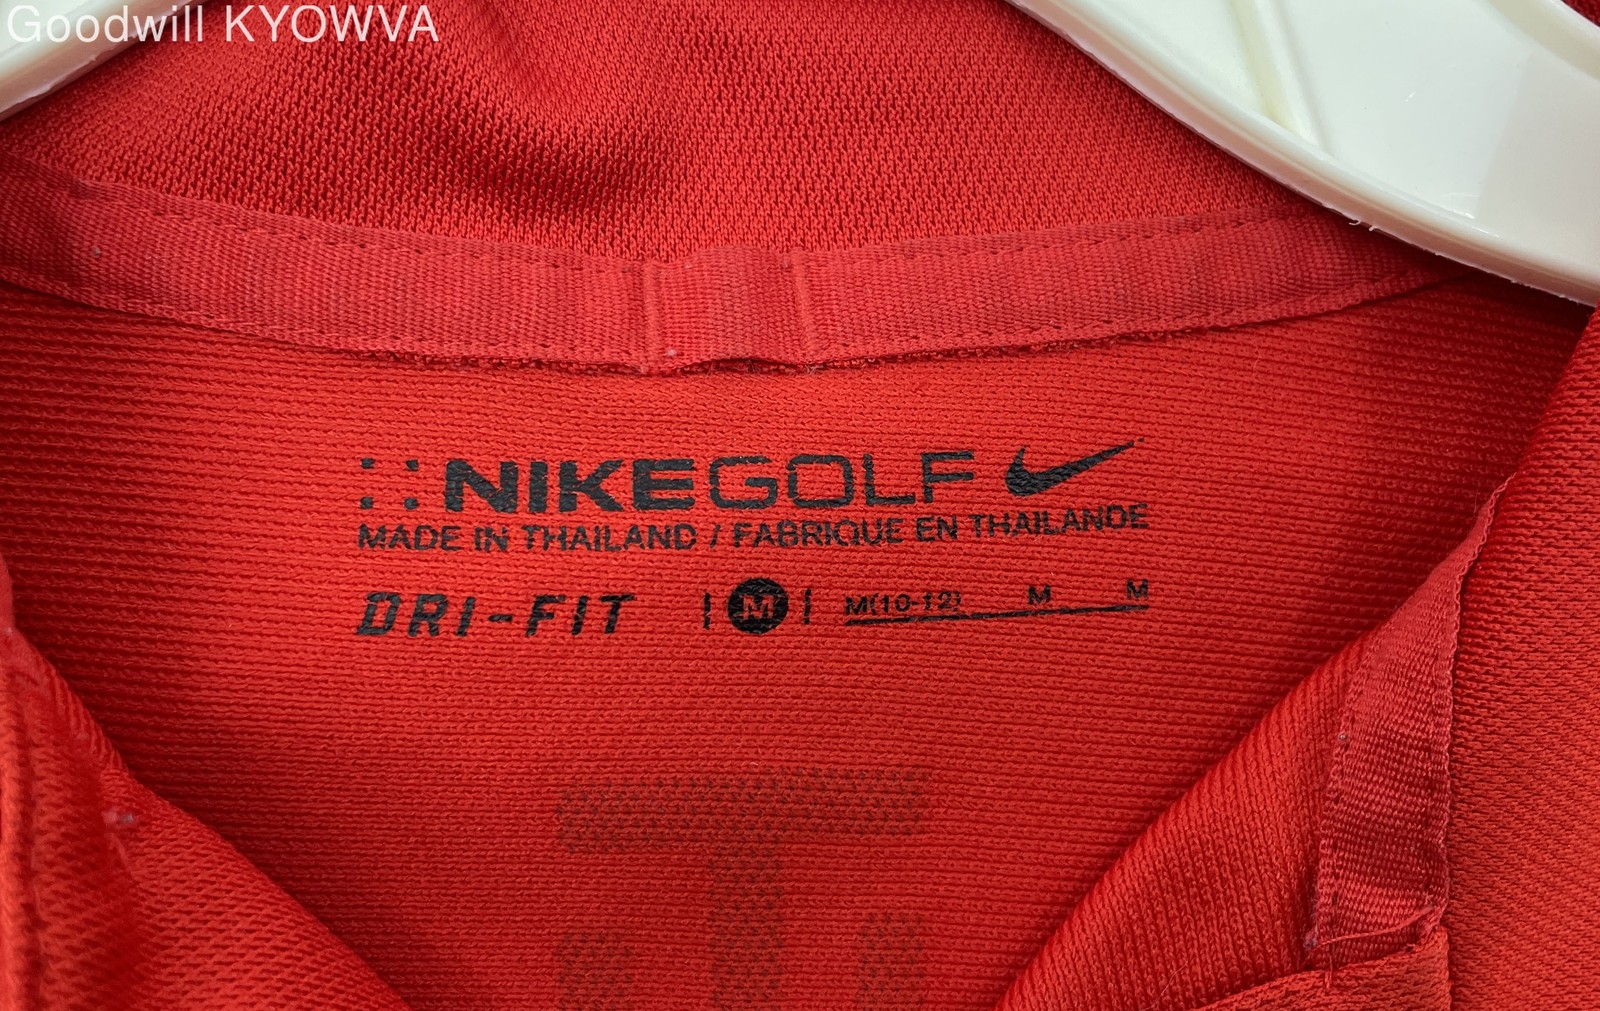 Goodwill KYOWVA
NIKEGOLF
MADE IN THAILAND / FABRIQUE EN THAILANDE
DRI-FIT | M | M(10-12) M M